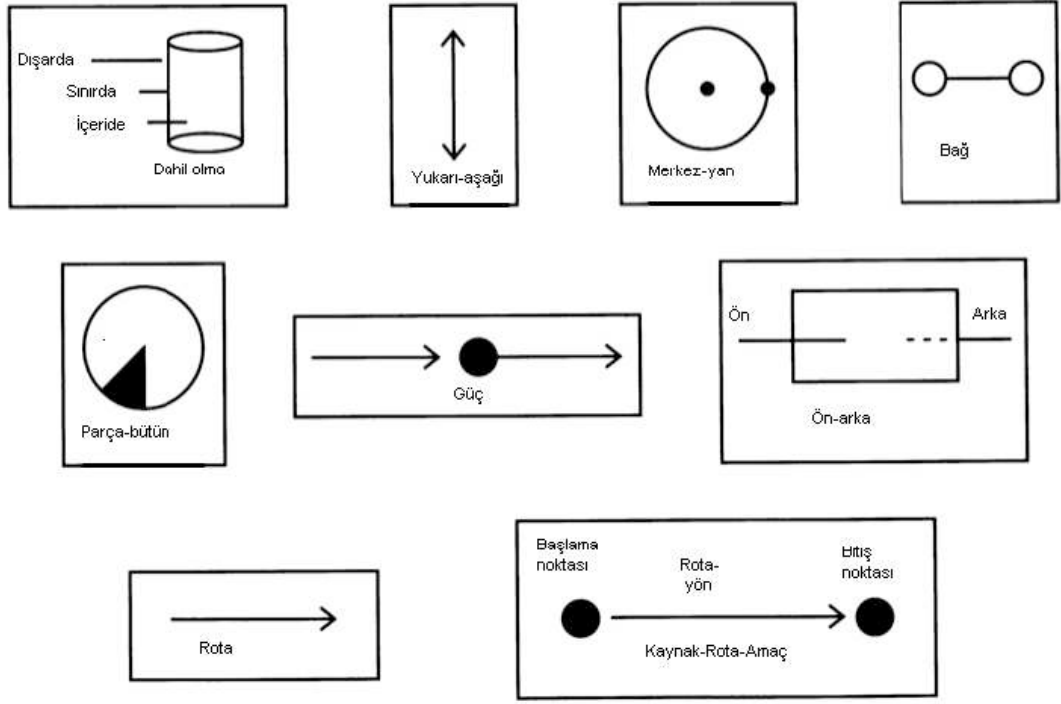 Dışarda
Sınırda
İçeride
Dahil olma
Yukarı-aşağı
Merkez-yan
Bağ
Parça-bütün
Güç
Ön
Arka
Ön-arka
Rota
Başlama
noktası
Rota-
yön
Bitiş
noktası
Kaynak-Rota-Amaç